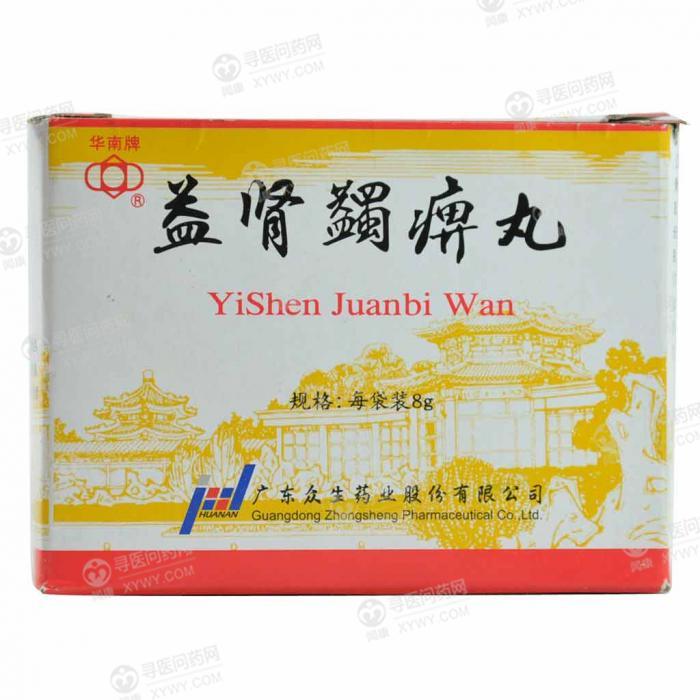 华南牌
®
益肾蠲痹丸
YiShen Juanbi Wan
规格：每袋装8g
HUANAN
广东众生药业股份有限公司
Guangdong Zhongsheng Pharmaceutical Co.,Ltd.
寻医问药网
闻康
XYWY.COM